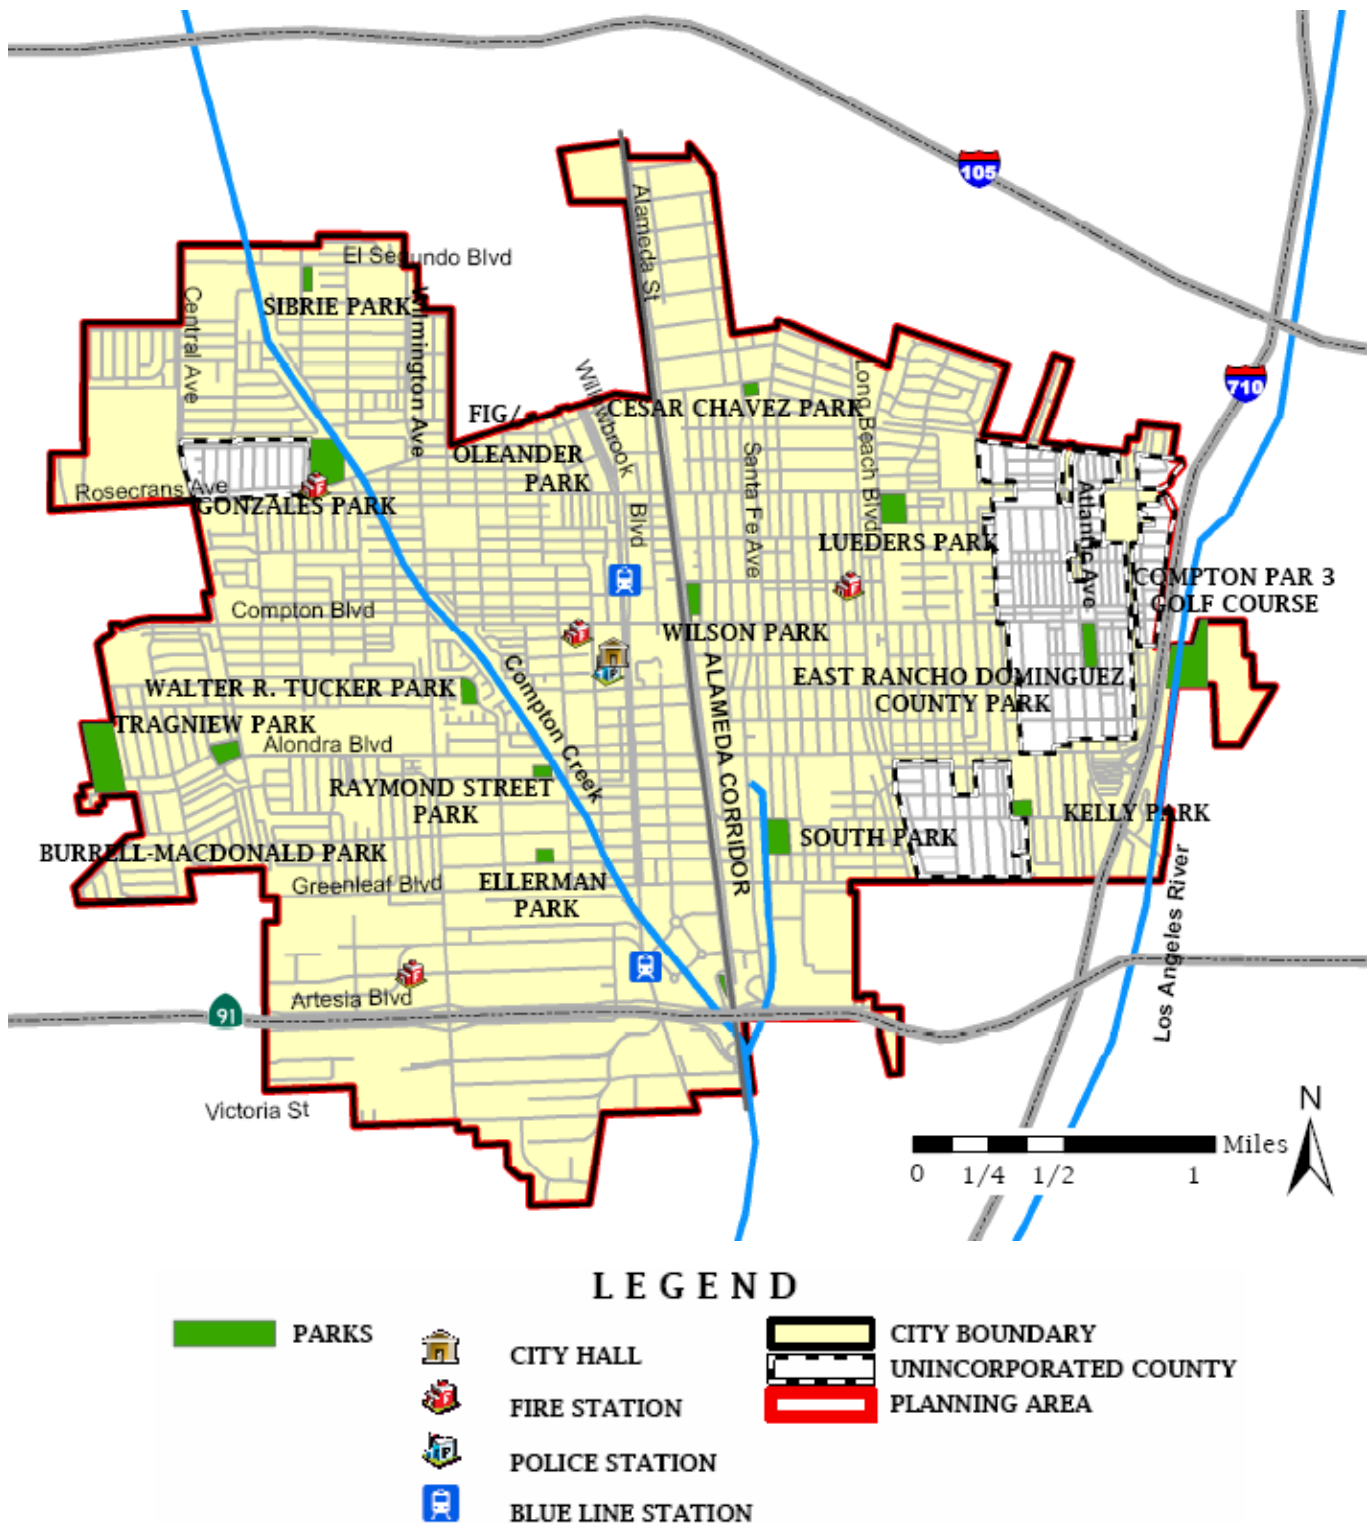 105
Alameda St
El Segundo Blvd
SIBRIE PARK
Central Ave
Wilmington Ave
710
Willowbrook
Long Beach Blvd
CESAR CHAVEZ PARK
FIG/
OLEANDER
PARK
Santa Fe Ave
Rosecrans Ave
GONZALES PARK
Blvd
Atlantic Ave
LUEDERS PARK
COMPTON PAR 3
GOLF COURSE
Compton Blvd
WILSON PARK
EAST RANCHO DOMINGUEZ
COUNTY PARK
WALTER R. TUCKER PARK
Compton Creek
ALAMEDA CORRIDOR
TRAGNIEW PARK
Alondra Blvd
RAYMOND STREET
PARK
KELLY PARK
SOUTH PARK
BURRELL-MACDONALD PARK
Greenleaf Blvd
ELLERMAN
PARK
Los Angeles River
Artesia Blvd
91
Victoria St
N
Miles
0 1/4 1/2 1
LEGEND
PARKS
CITY HALL
FIRE STATION
POLICE STATION
BLUE LINE STATION
CITY BOUNDARY
UNINCORPORATED COUNTY
PLANNING AREA